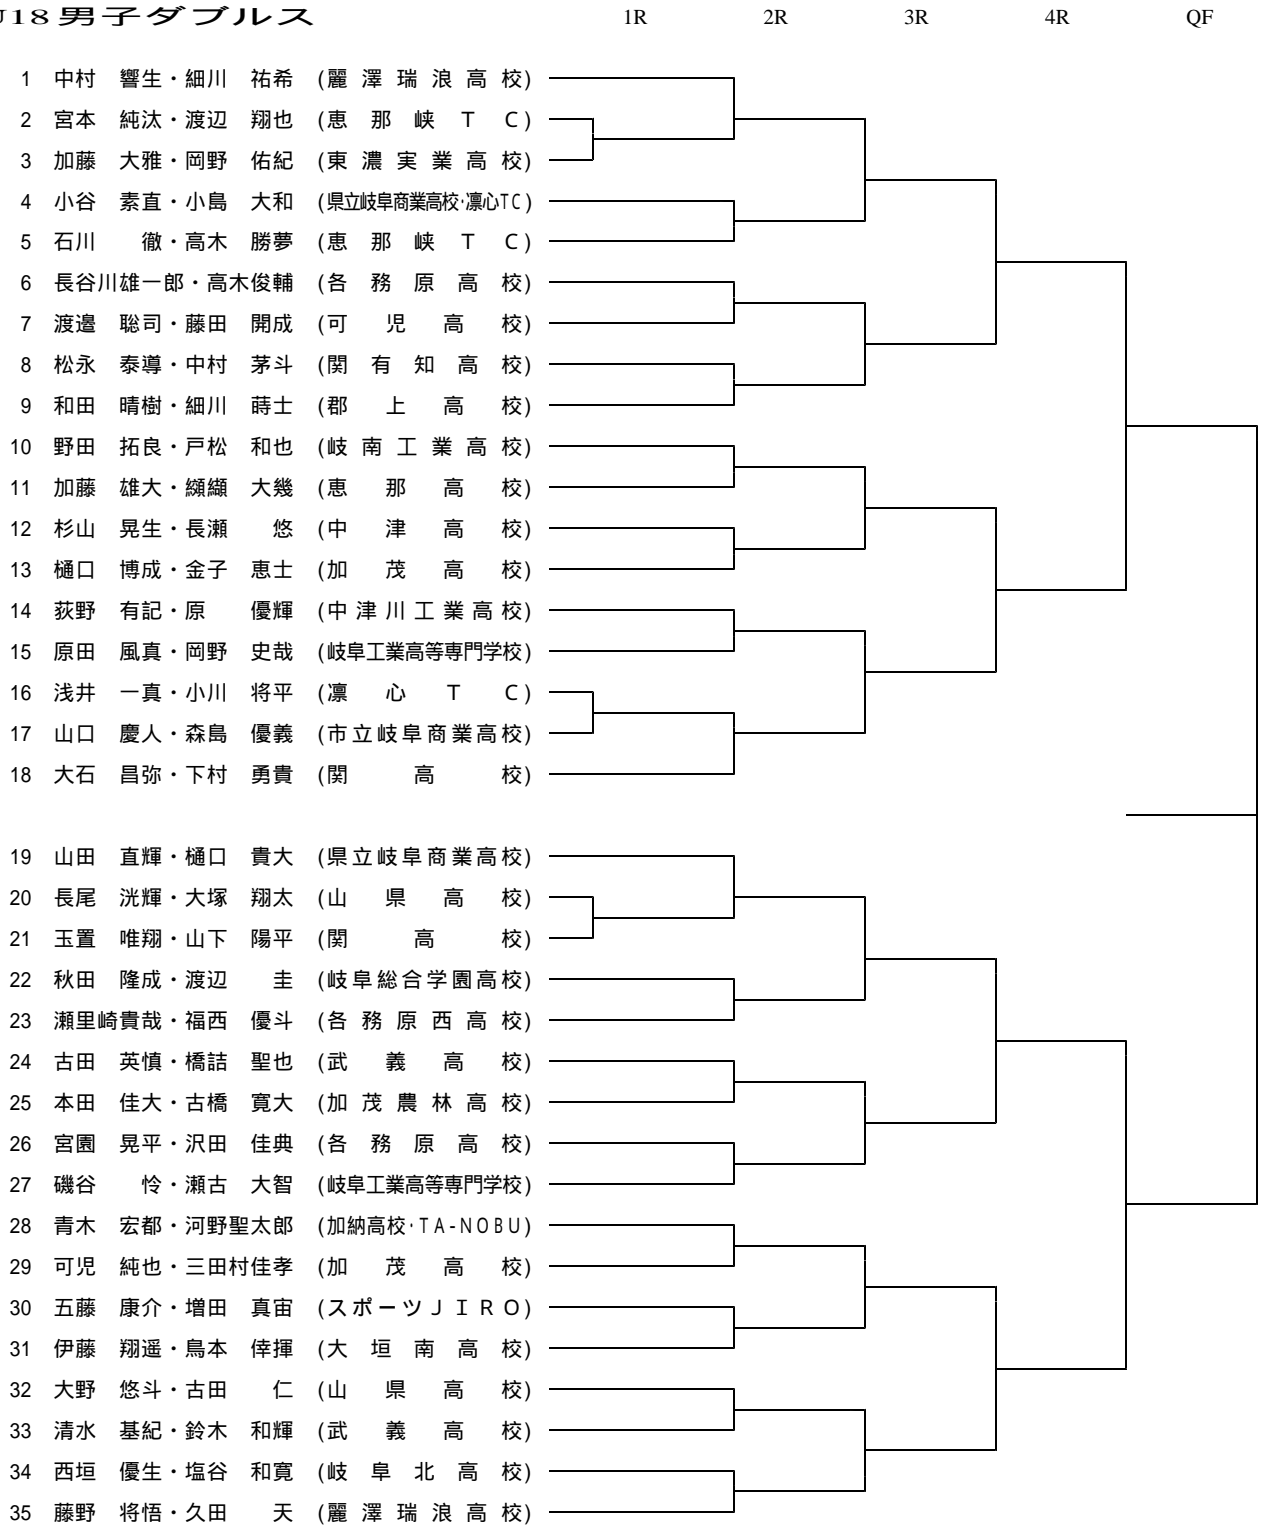 U18男子ダブルス 1R 2R 3R 4R QF
1 中村 響生・細川 祐希 (麗澤瑞浪高校)
2 宮本 純汰・渡辺 翔也 (恵那峡TC)
3 加藤 大雅・岡野 佑紀 (東濃実業高校)
4 小谷 素直・小島 大和 (県立岐阜商業高校・凛心TC)
5 石川 徹・高木 勝夢 (恵那峡TC)
6 長谷川雄一郎・高木俊輔 (各務原高校)
7 渡邉 聡司・藤田 開成 (可児高校)
8 松永 泰導・中村 茅斗 (関有知高校)
9 和田 晴樹・細川 蒔士 (郡上高校)
10 野田 拓良・戸松 和也 (岐南工業高校)
11 加藤 雄大・纐纈 大幾 (恵那高校)
12 杉山 晃生・長瀬 悠 (中津高校)
13 樋口 博成・金子 恵士 (加茂高校)
14 荻野 有記・原 優輝 (中津川工業高校)
15 原田 風真・岡野 史哉 (岐阜工業高等専門学校)
16 浅井 一真・小川 将平 (凛心TC)
17 山口 慶人・森島 優義 (市立岐阜商業高校)
18 大石 昌弥・下村 勇貴 (関高校)
19 山田 直輝・樋口 貴大 (県立岐阜商業高校)
20 長尾 洸輝・大塚 翔太 (山県高校)
21 玉置 唯翔・山下 陽平 (関高校)
22 秋田 隆成・渡辺 圭 (岐阜総合学園高校)
23 瀬里崎貴哉・福西 優斗 (各務原西高校)
24 古田 英慎・橋詰 聖也 (武義高校)
25 本田 佳大・古橋 寛大 (加茂農林高校)
26 宮園 晃平・沢田 佳典 (各務原高校)
27 磯谷 怜・瀬古 大智 (岐阜工業高等専門学校)
28 青木 宏都・河野聖太郎 (加納高校・TA-NOBU)
29 可児 純也・三田村佳孝 (加茂高校)
30 五藤 康介・増田 真宙 (スポーツJIRO)
31 伊藤 翔遥・鳥本 倖揮 (大垣南高校)
32 大野 悠斗・古田 仁 (山県高校)
33 清水 基紀・鈴木 和輝 (武義高校)
34 西垣 優生・塩谷 和寛 (岐阜北高校)
35 藤野 将悟・久田 天 (麗澤瑞浪高校)